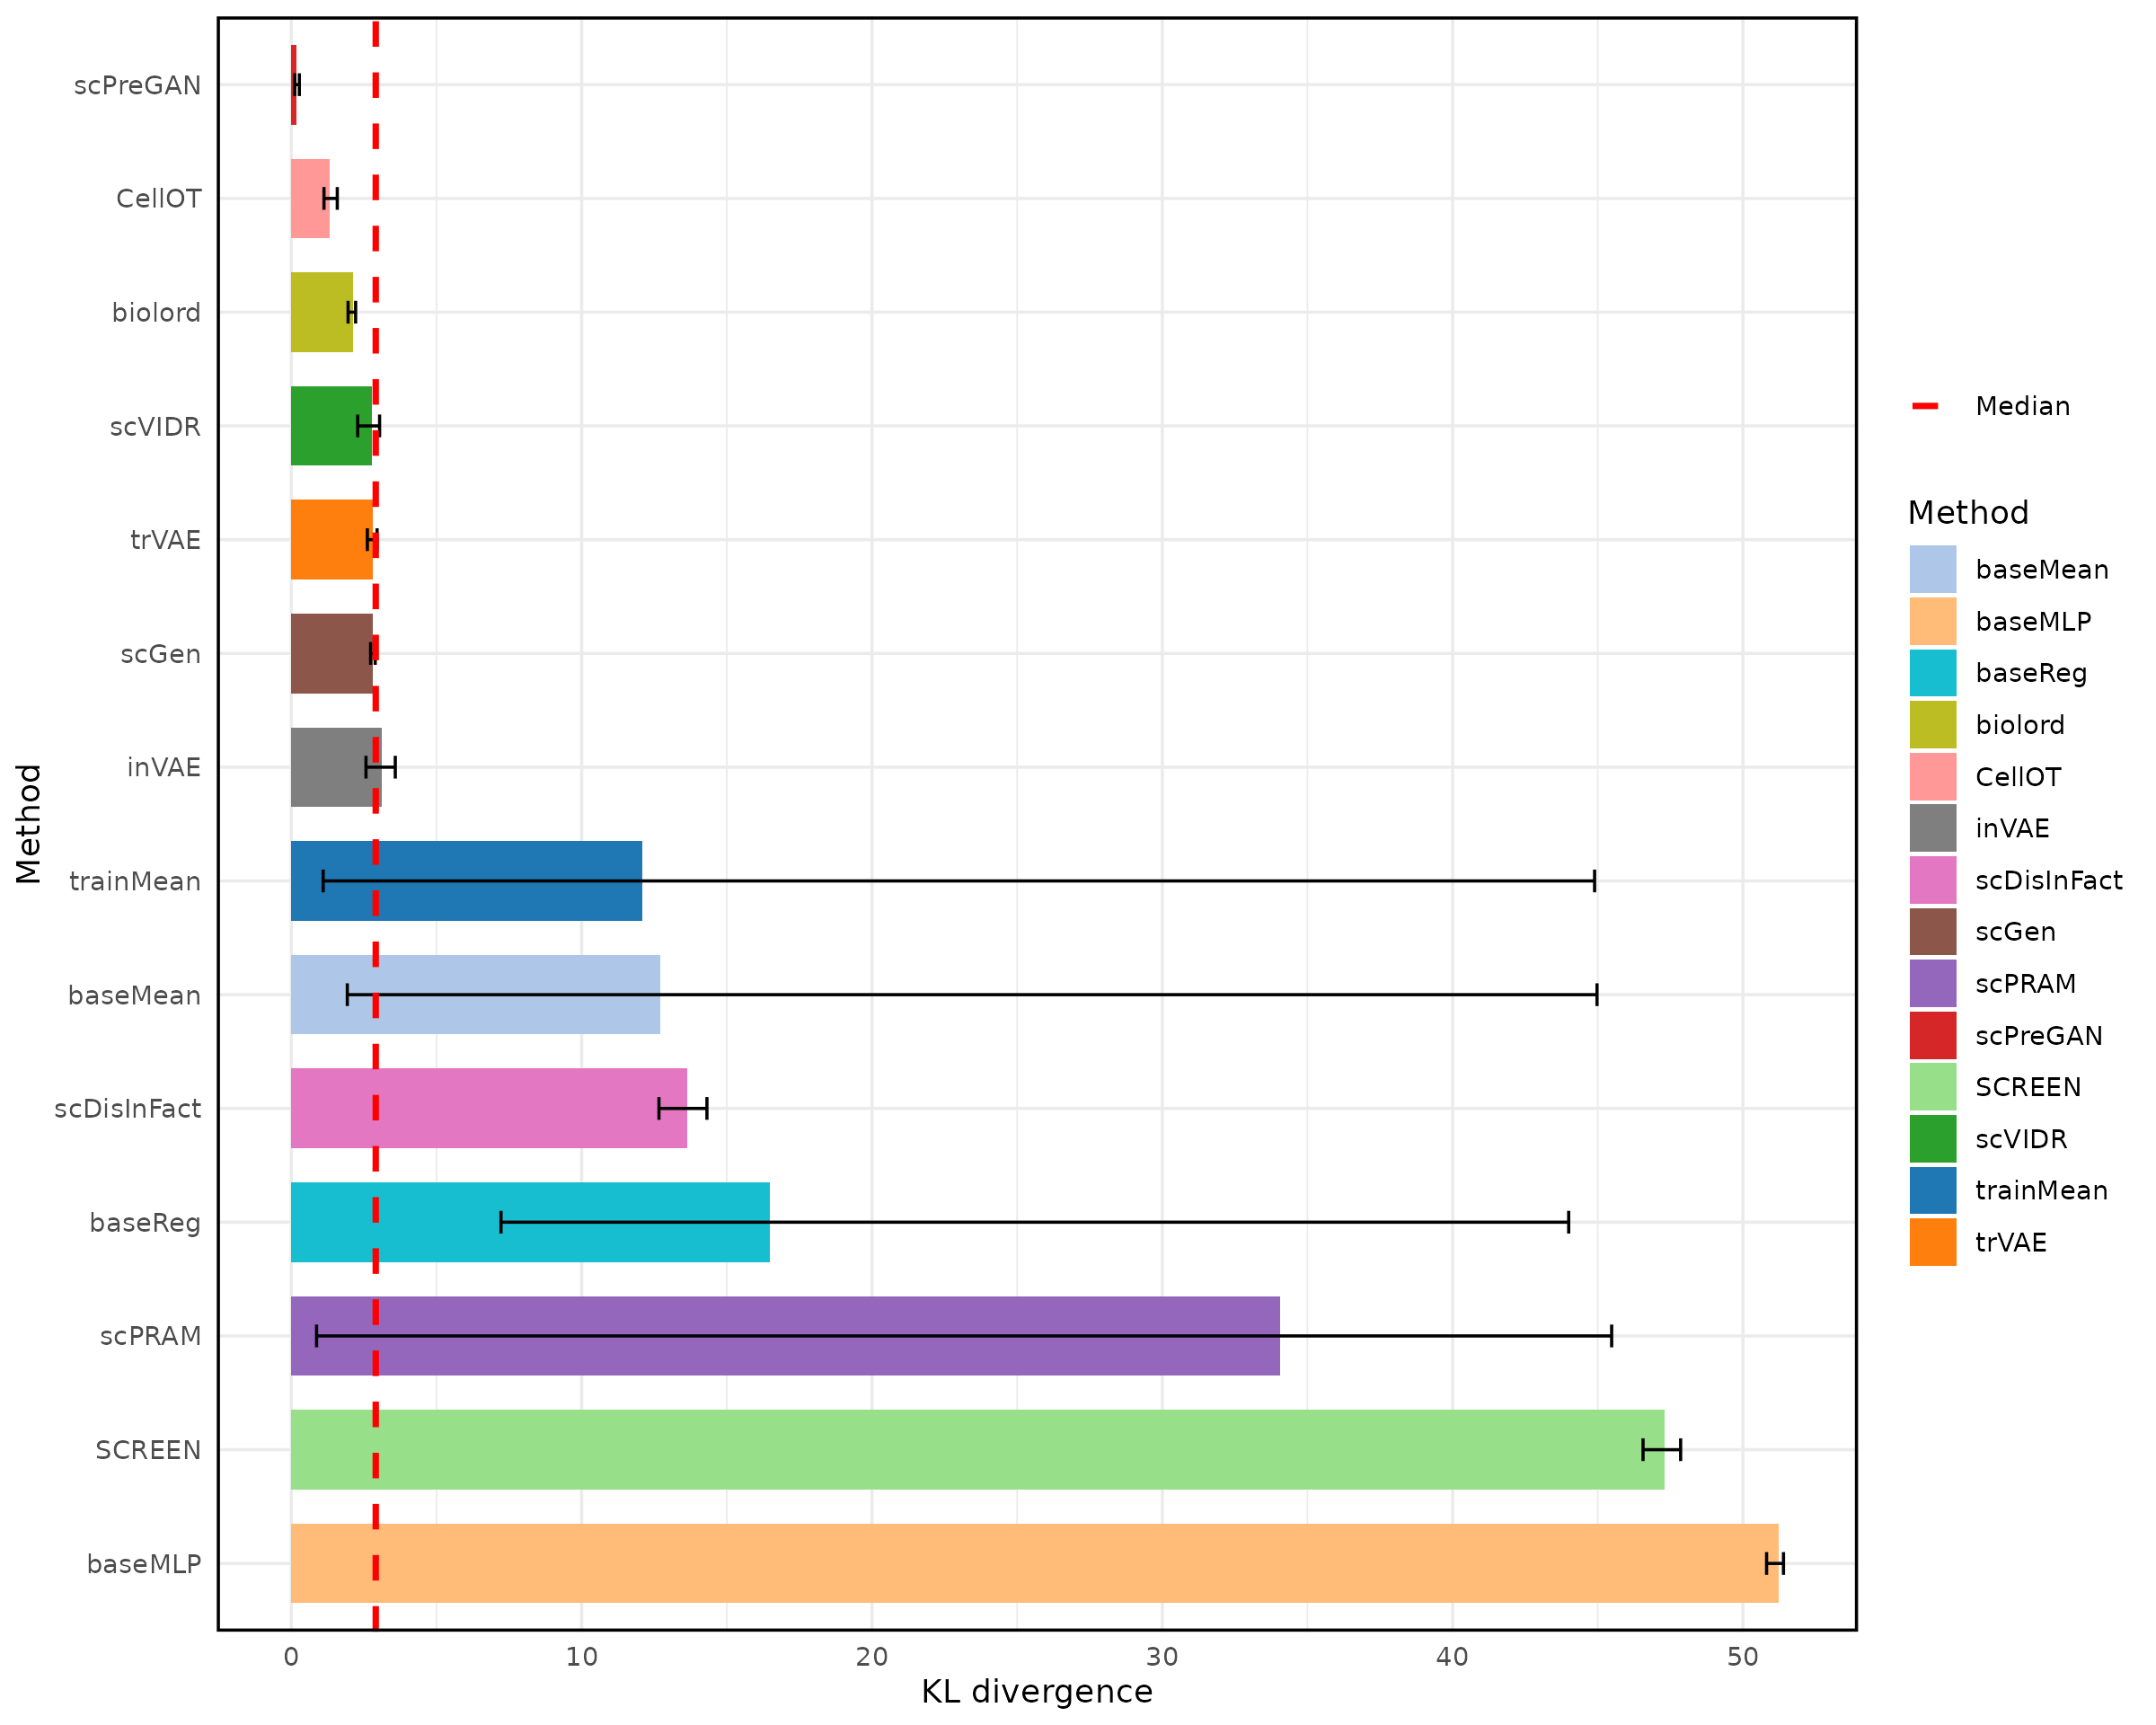 scPreGAN
CellOT
biolord
scVIDR
trVAE
scGen
inVAE
trainMean
baseMean
scDisInFact
baseReg
scPRAM
SCREEN
baseMLP
Method
0 10 20 30 40 50
KL divergence
Median
Method
baseMean
baseMLP
baseReg
biolord
CellOT
inVAE
scDisInFact
scGen
scPRAM
scPreGAN
SCREEN
scVIDR
trainMean
trVAE